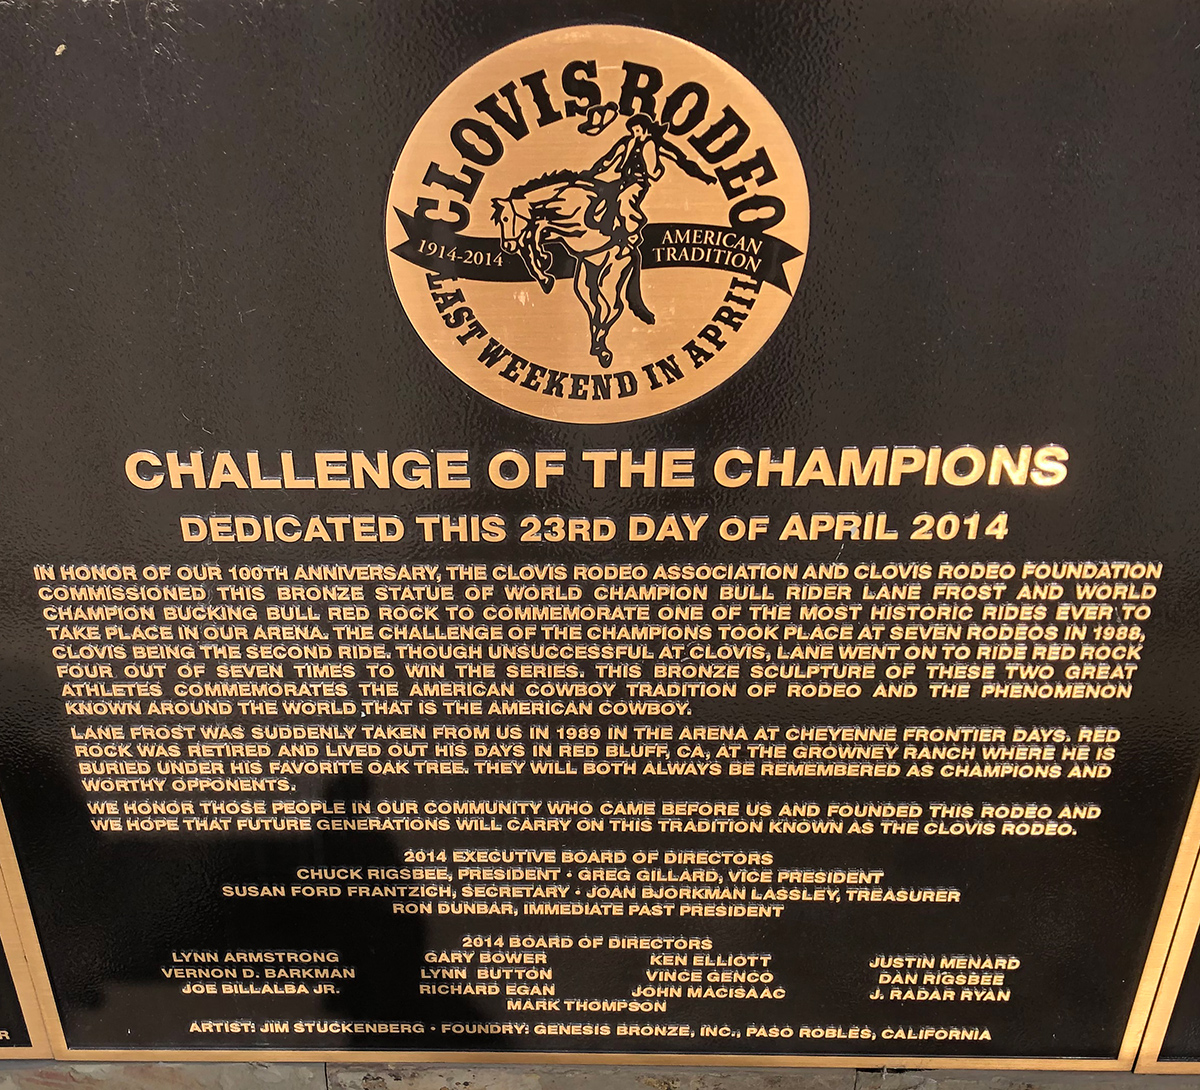 CLOVIS RODEO
1914-2014
AMERICAN
TRADITION
LAST WEEKEND IN APRIL
CHALLENGE OF THE CHAMPIONS
DEDICATED THIS 23RD DAY OF APRIL 2014
IN HONOR OF OUR 100TH ANNIVERSARY, THE CLOVIS RODEO ASSOCIATION AND CLOVIS RODEO FOUNDATION
COMMISSIONED THIS BRONZE STATUE OF WORLD CHAMPION BULL RIDER LANE FROST AND WORLD
CHAMPION BUCKING BULL RED ROCK TO COMMEMORATE ONE OF THE MOST HISTORIC RIDES EVER TO
TAKE PLACE IN OUR ARENA. THE CHALLENGE OF THE CHAMPIONS TOOK PLACE AT SEVEN RODEOS IN 1988,
CLOVIS BEING THE SECOND RIDE. THOUGH UNSUCCESSFUL AT CLOVIS, LANE WENT ON TO RIDE RED ROCK
FOUR OUT OF SEVEN TIMES TO WIN THE SERIES. THIS BRONZE SCULPTURE OF THESE TWO GREAT
ATHLETES COMMEMORATES THE AMERICAN COWBOY TRADITION OF RODEO AND THE PHENOMENON
KNOWN AROUND THE WORLD THAT IS THE AMERICAN COWBOY.
LANE FROST WAS SUDDENLY TAKEN FROM US IN 1989 IN THE ARENA AT CHEYENNE FRONTIER DAYS. RED
ROCK WAS RETIRED AND LIVED OUT HIS DAYS IN RED BLUFF, CA, AT THE GROWNEY RANCH WHERE HE IS
BURIED UNDER HIS FAVORITE OAK TREE. THEY WILL BOTH ALWAYS BE REMEMBERED AS CHAMPIONS AND
WORTHY OPPONENTS.
WE HONOR THOSE PEOPLE IN OUR COMMUNITY WHO CAME BEFORE US AND FOUNDED THIS RODEO AND
WE HOPE THAT FUTURE GENERATIONS WILL CARRY ON THIS TRADITION KNOWN AS THE CLOVIS RODEO.
2014 EXECUTIVE BOARD OF DIRECTORS
CHUCK RIGSBEE, PRESIDENT • GREG GILLARD, VICE PRESIDENT
SUSAN FORD FRANTZICH, SECRETARY • JOAN BJORKMAN LASSLEY, TREASURER
RON DUNBAR, IMMEDIATE PAST PRESIDENT
2014 BOARD OF DIRECTORS
LYNN ARMSTRONG GARY BOWER KEN ELLIOTT JUSTIN MENARD
VERNON D. BARKMAN LYNN BUTTON VINCE GENCO DAN RIGSBEE
JOE BILLALBA JR. RICHARD EGAN JOHN MACISAAC J. RADAR RYAN
MARK THOMPSON
ARTIST: JIM STUCKENBERG • FOUNDRY: GENESIS BRONZE, INC., PASO ROBLES, CALIFORNIA
R